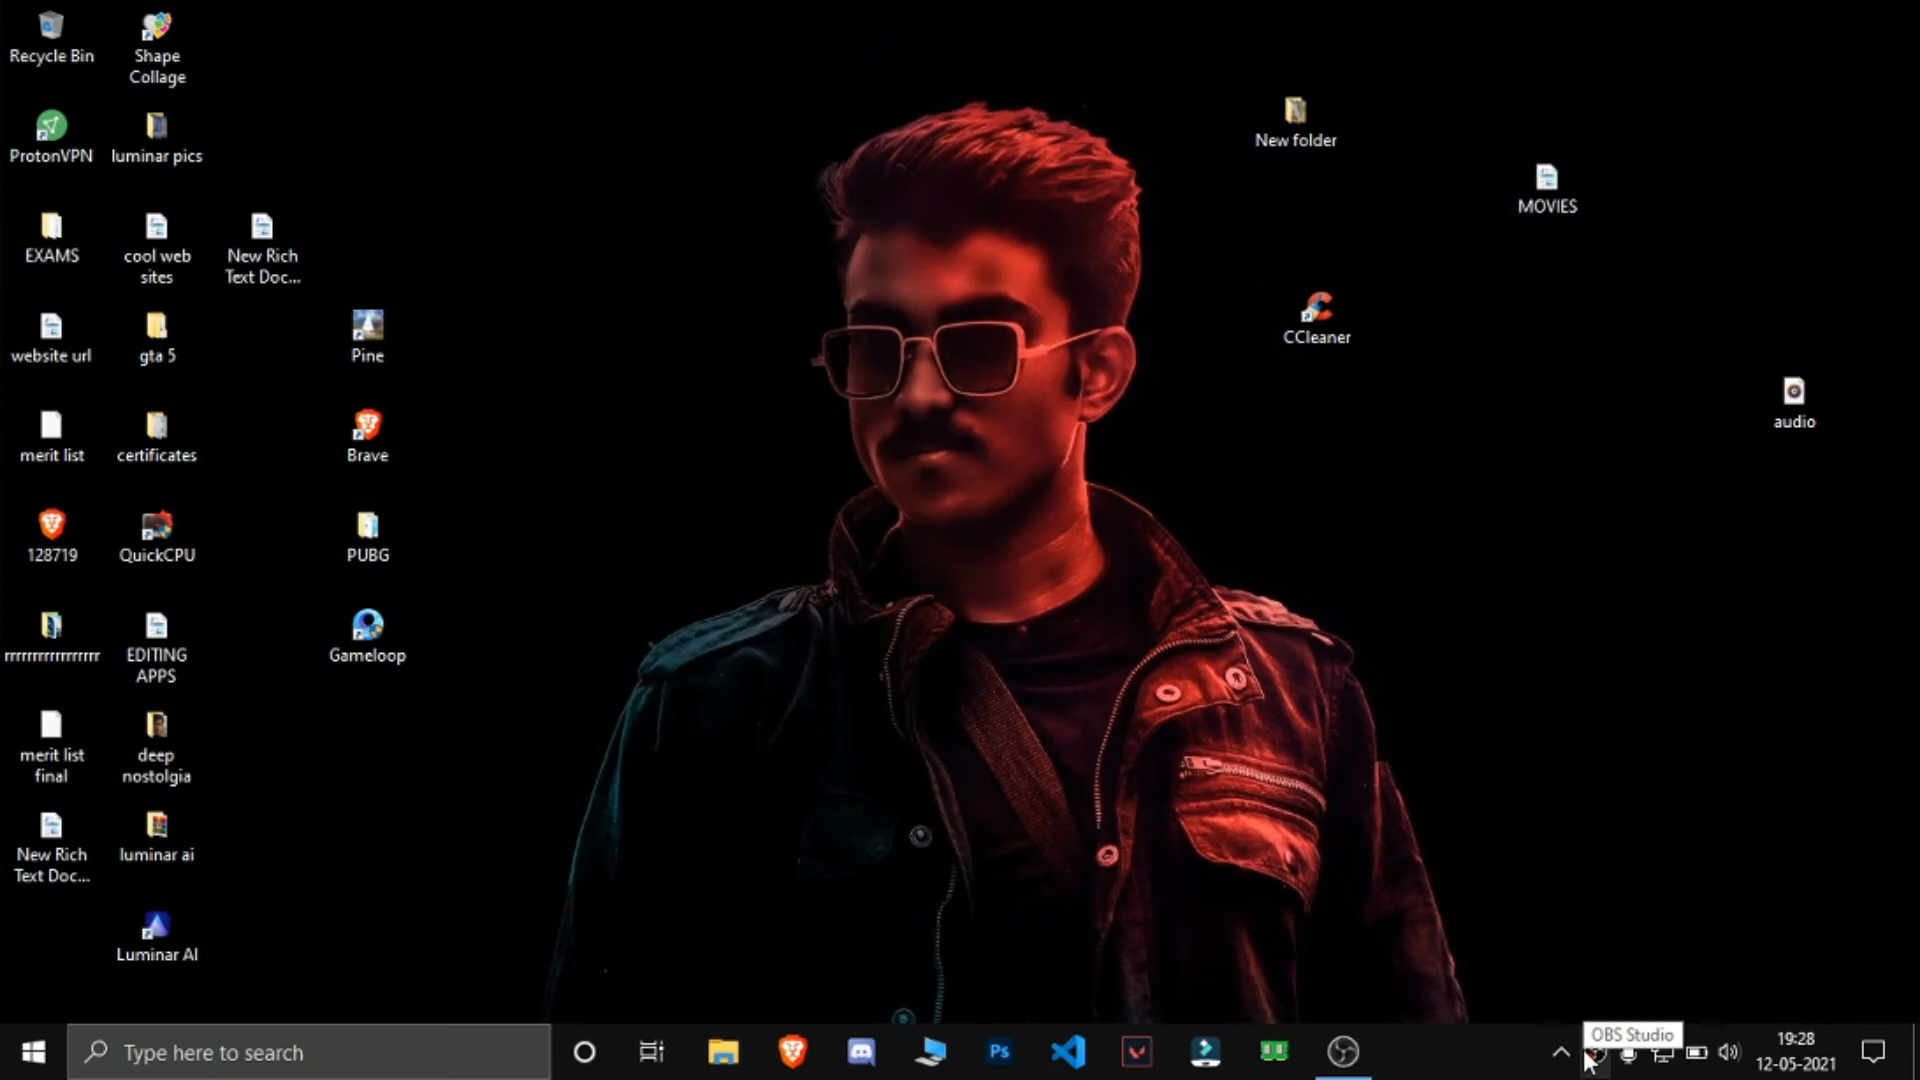 Recycle Bin
Shape
Collage
ProtonVPN
luminar pics
EXAMS
cool web
sites
New Rich
Text Doc...
website url
gta 5
Pine
merit list
certificates
Brave
128719
QuickCPU
PUBG
rrrrrrrrrrrrrrrrr
EDITING
APPS
Gameloop
merit list
final
deep
nostolgia
New Rich
Text Doc...
luminar ai
Luminar AI
New folder
MOVIES
CCleaner
audio
Type here to search
Ps
OBS Studio
19:28
12-05-2021